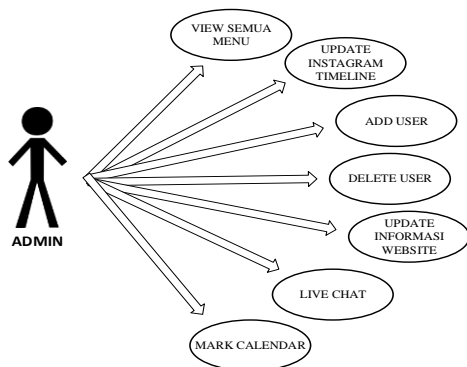 VIEW SEMUA
MENU
UPDATE
INSTAGRAM
TIMELINE
ADD USER
DELETE USER
UPDATE
INFORMASI
WEBSITE
LIVE CHAT
MARK CALENDAR
ADMIN